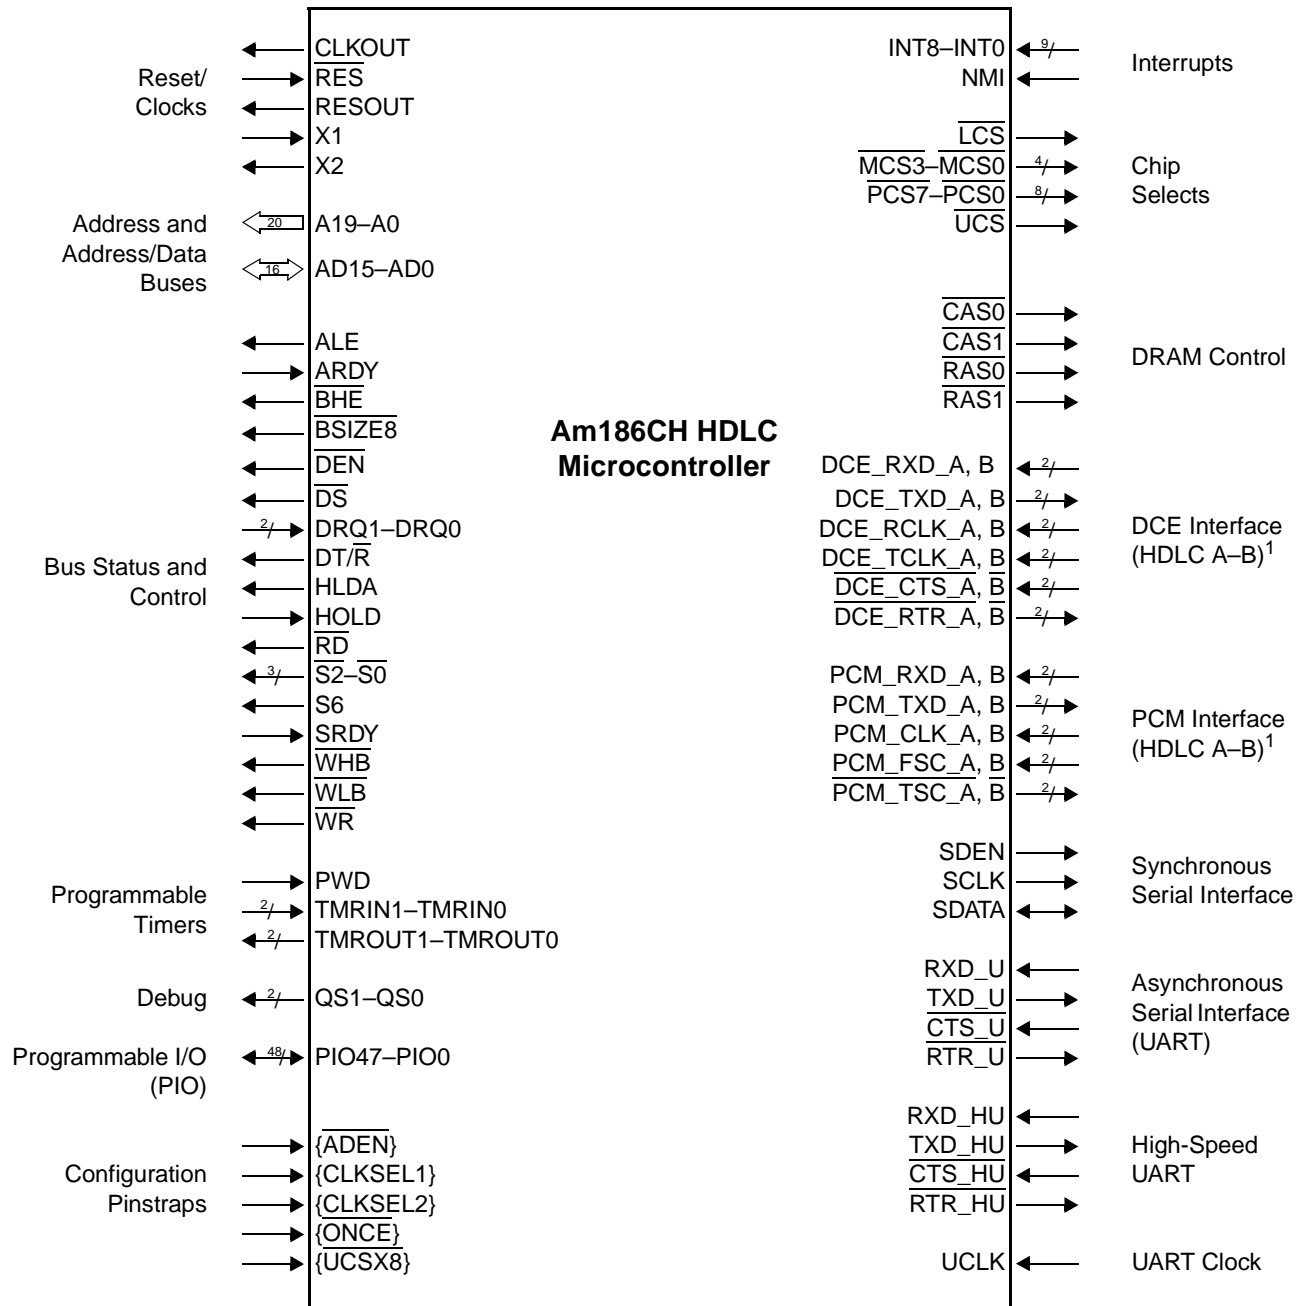 Reset/
Clocks
CLKOUT
RES
RESOUT
X1
X2
Address and
Address/Data
Buses
20
A19–A0
16
AD15–AD0
Bus Status and
Control
ALE
ARDY
BHE
BSIZE8
DEN
DS
2
DRQ1–DRQ0
DT/R
HLDA
HOLD
RD
3
S2–S0
S6
SRDY
WHB
WLB
WR
Programmable
Timers
PWD
2
TMRIN1–TMRIN0
2
TMROUT1–TMROUT0
Debug
2
QS1–QS0
Programmable I/O
(PIO)
48
PIO47–PIO0
Configuration
Pinstraps
{ADEN}
{CLKSEL1}
{CLKSEL2}
{ONCE}
{UCSX8}
Am186CH HDLC
Microcontroller
INT8–INT0
9
NMI
Interrupts
LCS
MCS3–MCS0
4
PCS7–PCS0
8
UCS
Chip
Selects
CAS0
CAS1
RAS0
RAS1
DRAM Control
DCE_RXD_A, B
2
DCE_TXD_A, B
2
DCE_RCLK_A, B
2
DCE_TCLK_A, B
2
DCE_CTS_A, B
2
DCE_RTR_A, B
2
DCE Interface
(HDLC A–B)1
PCM_RXD_A, B
2
PCM_TXD_A, B
2
PCM_CLK_A, B
2
PCM_FSC_A, B
2
PCM_TSC_A, B
2
PCM Interface
(HDLC A–B)1
SDEN
SCLK
SDATA
Synchronous
Serial Interface
RXD_U
TXD_U
CTS_U
RTR_U
Asynchronous
Serial Interface
(UART)
RXD_HU
TXD_HU
CTS_HU
RTR_HU
High-Speed
UART
UCLK
UART Clock